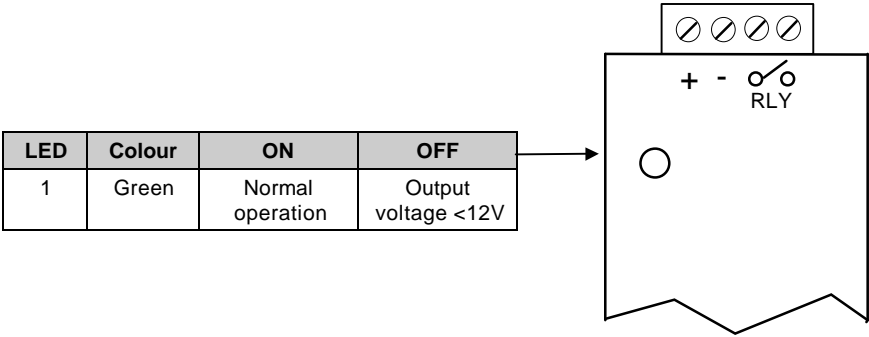 + -
RLY
LED Colour ON OFF
1 Green Normal operation Output voltage <12V